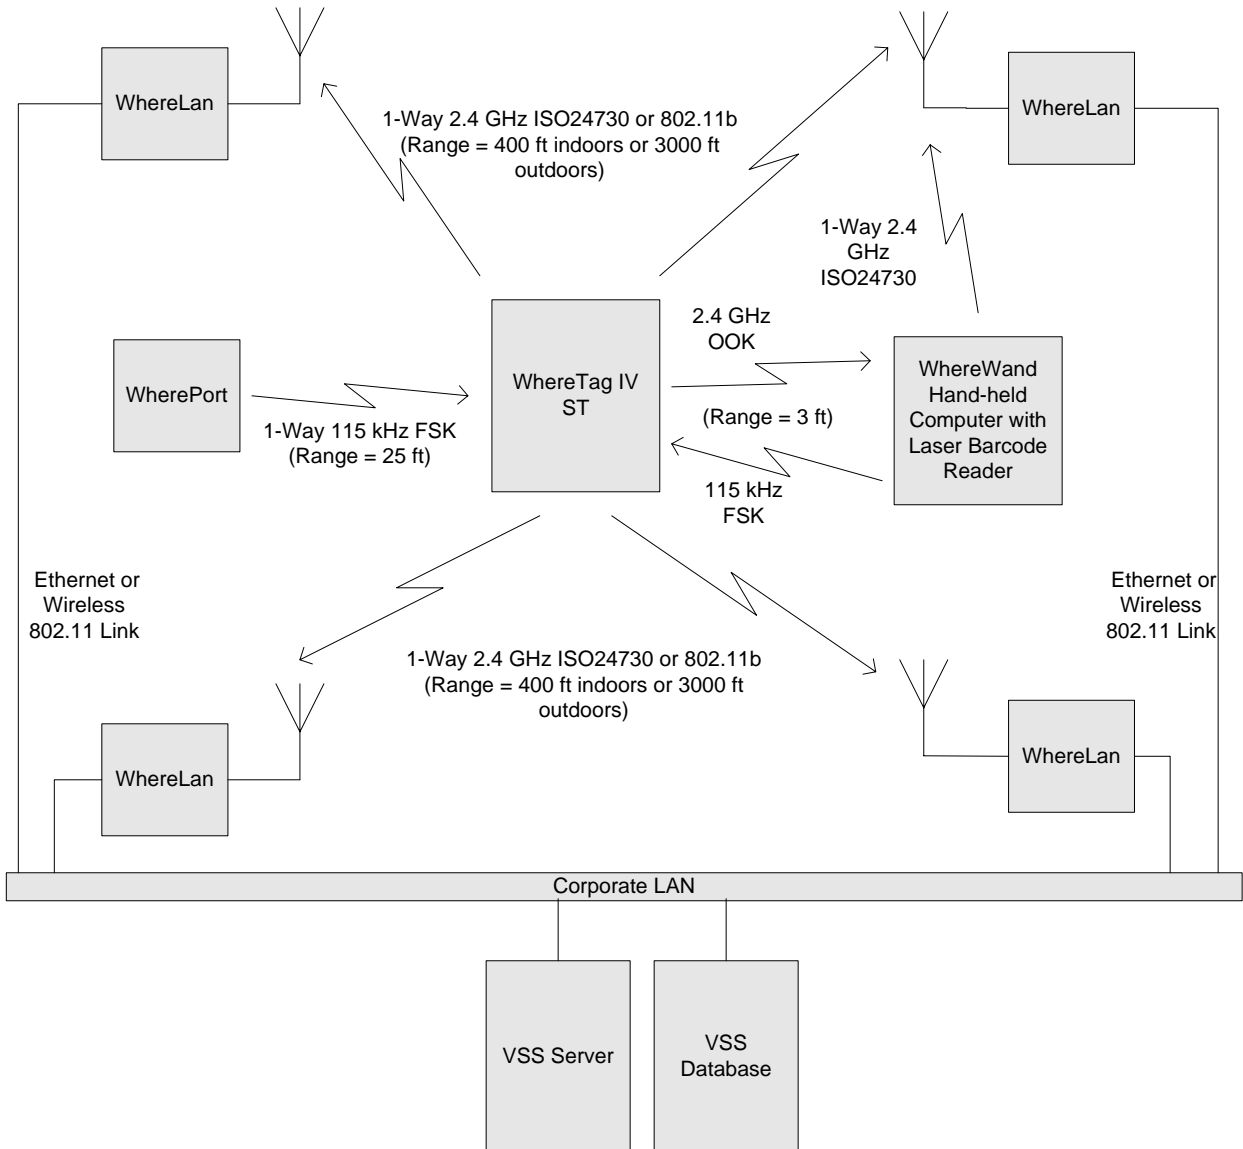 WhereLan
1-Way 2.4 GHz ISO24730 or 802.11b
(Range = 400 ft indoors or 3000 ft
outdoors)
WhereLan
1-Way 2.4
GHz
ISO24730
WherePort
1-Way 115 kHz FSK
(Range = 25 ft)
WhereTag IV
ST
2.4 GHz
OOK
(Range = 3 ft)
115 kHz
FSK
WhereWand
Hand-held
Computer with
Laser Barcode
Reader
Ethernet or
Wireless
802.11 Link
Ethernet or
Wireless
802.11 Link
1-Way 2.4 GHz ISO24730 or 802.11b
(Range = 400 ft indoors or 3000 ft
outdoors)
WhereLan
WhereLan
Corporate LAN
VSS Server
VSS
Database